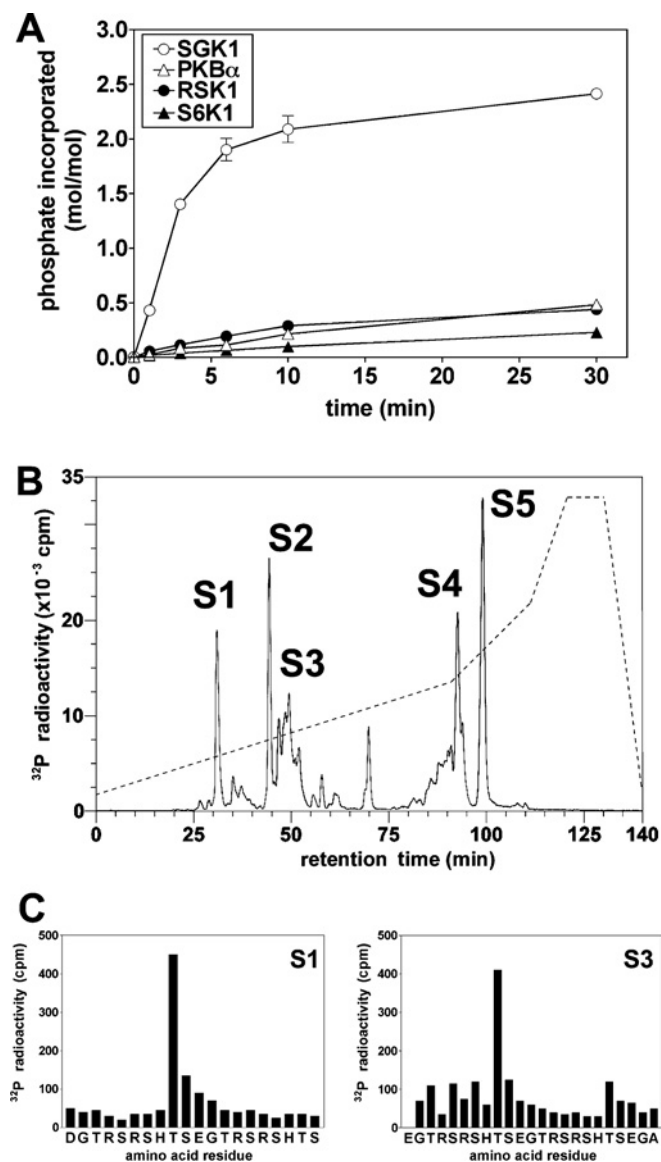 A
3.0
2.5
2.0
1.5
1.0
0.5
0.0
phosphate incorporated
(mol/mol)
SGK1
PKBα
RSK1
S6K1
0 5 10 15 20 25 30
time (min)
B
35
20
10
0
³²P radioactivity (x10⁻³ cpm)
S1
S2
S3
S4
S5
0 25 50 75 100 125 140
retention time (min)
C
500
400
300
200
100
0
³²P radioactivity (cpm)
S1
DGTRSRSHTSEGTRSRSHTS
amino acid residue
500
400
300
200
100
0
³²P radioactivity (cpm)
S3
EGTRSRSHTSEGTRSRSHTSEGA
amino acid residue